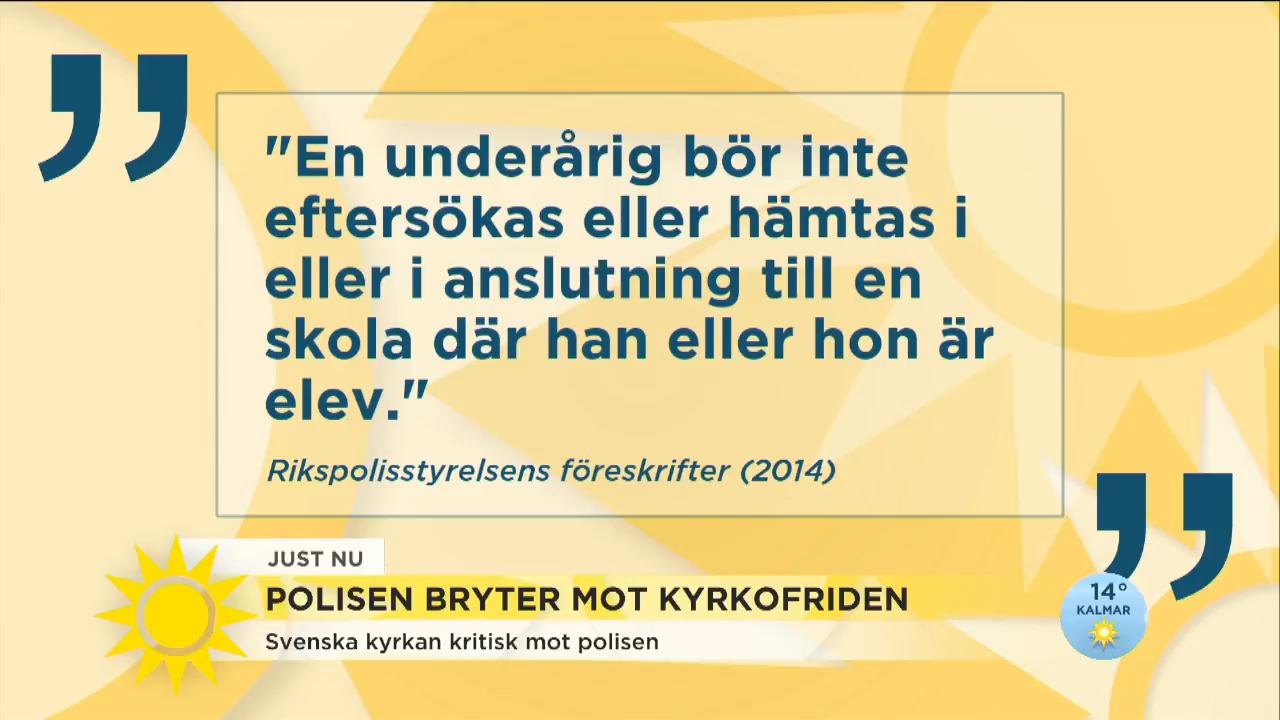 "En underårig bör inte
eftersökas eller hämtas i
eller i anslutning till en
skola där han eller hon är
elev."
Rikspolisstyrelsens föreskrifter (2014)
JUST NU
POLISEN BRYTER MOT KYRKOFRIDEN
Svenska kyrkan kritisk mot polisen
14°
KALMAR